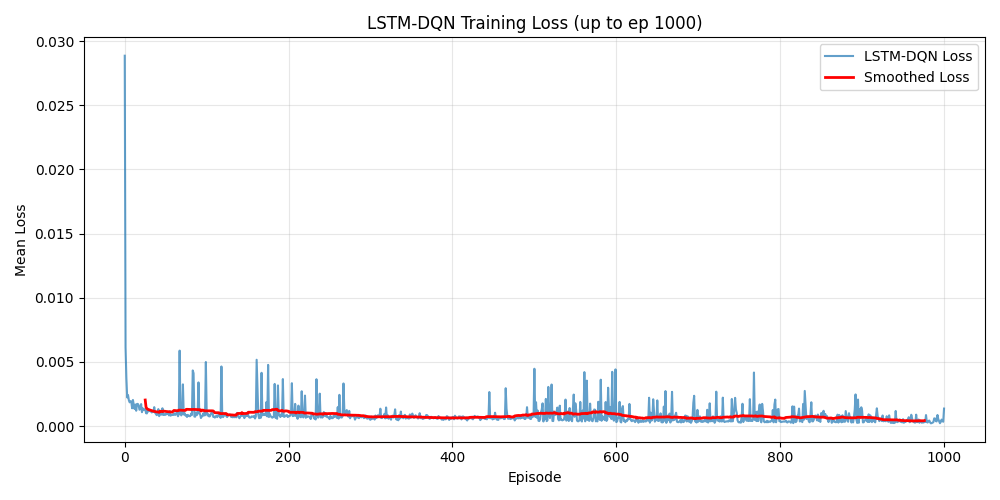 LSTM-DQN Training Loss (up to ep 1000)
LSTM-DQN Loss
Smoothed Loss
Mean Loss
0.030
0.025
0.020
0.015
0.010
0.005
0.000
0 200 400 600 800 1000
Episode